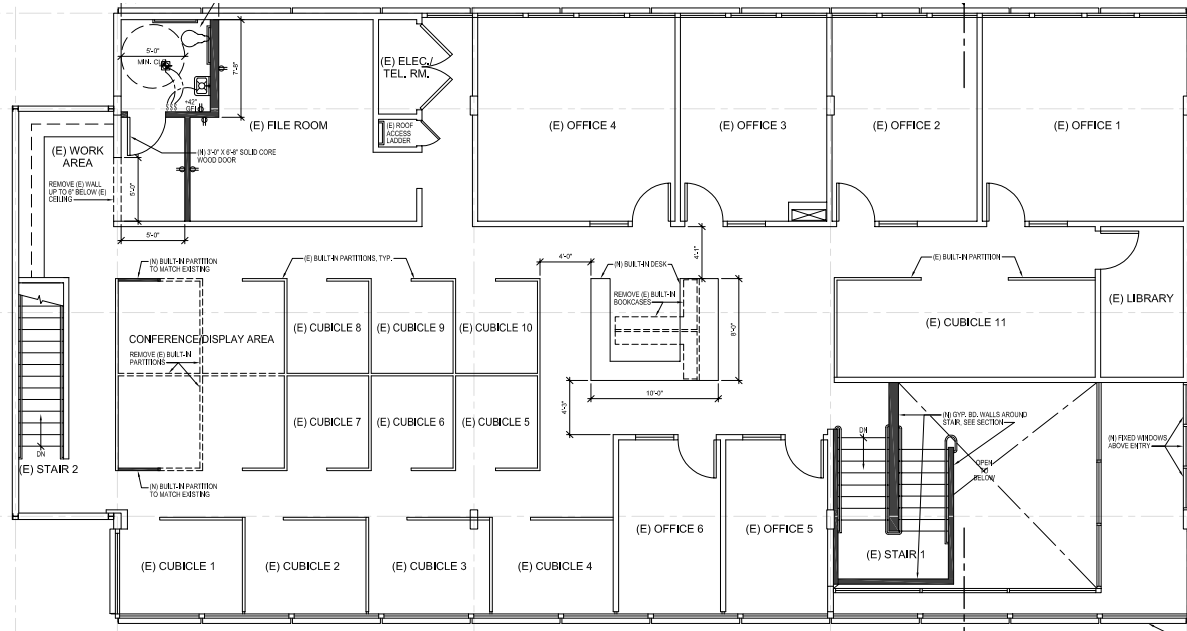 5'-0"
MIN. CLR.
+42"
GFI
7'-8"
(E) FILE ROOM
(E) ELEC./
TEL. RM.
(E) ROOF
ACCESS
LADDER
(E) OFFICE 4
(E) OFFICE 3
(E) OFFICE 2
(E) OFFICE 1
(E) WORK
AREA
(N) 3'-0" X 6'-8" SOLID CORE
WOOD DOOR
REMOVE (E) WALL
UP TO 6" BELOW (E)
CEILING
5'-0"
5'-0"
(N) BUILT-IN PARTITION
TO MATCH EXISTING
(E) BUILT-IN PARTITIONS, TYP.
4'-0"
(N) BUILT-IN DESK
4'-1"
(E) BUILT-IN PARTITION
REMOVE (E) BUILT-IN
BOOKCASES
(E) LIBRARY
(E) CUBICLE 8
(E) CUBICLE 9
(E) CUBICLE 10
(E) CUBICLE 11
CONFERENCE/DISPLAY AREA
REMOVE (E) BUILT-IN
PARTITIONS
8'-0"
10'-0"
4'-3"
(E) CUBICLE 7
(E) CUBICLE 6
(E) CUBICLE 5
(N) GYP. BD. WALLS AROUND
STAIR, SEE SECTION
(N) FIXED WINDOWS
ABOVE ENTRY
DN
DN
(E) STAIR 2
OPEN
TO
BELOW
(N) BUILT-IN PARTITION
TO MATCH EXISTING
(E) OFFICE 6
(E) OFFICE 5
(E) STAIR 1
(E) CUBICLE 1
(E) CUBICLE 2
(E) CUBICLE 3
(E) CUBICLE 4